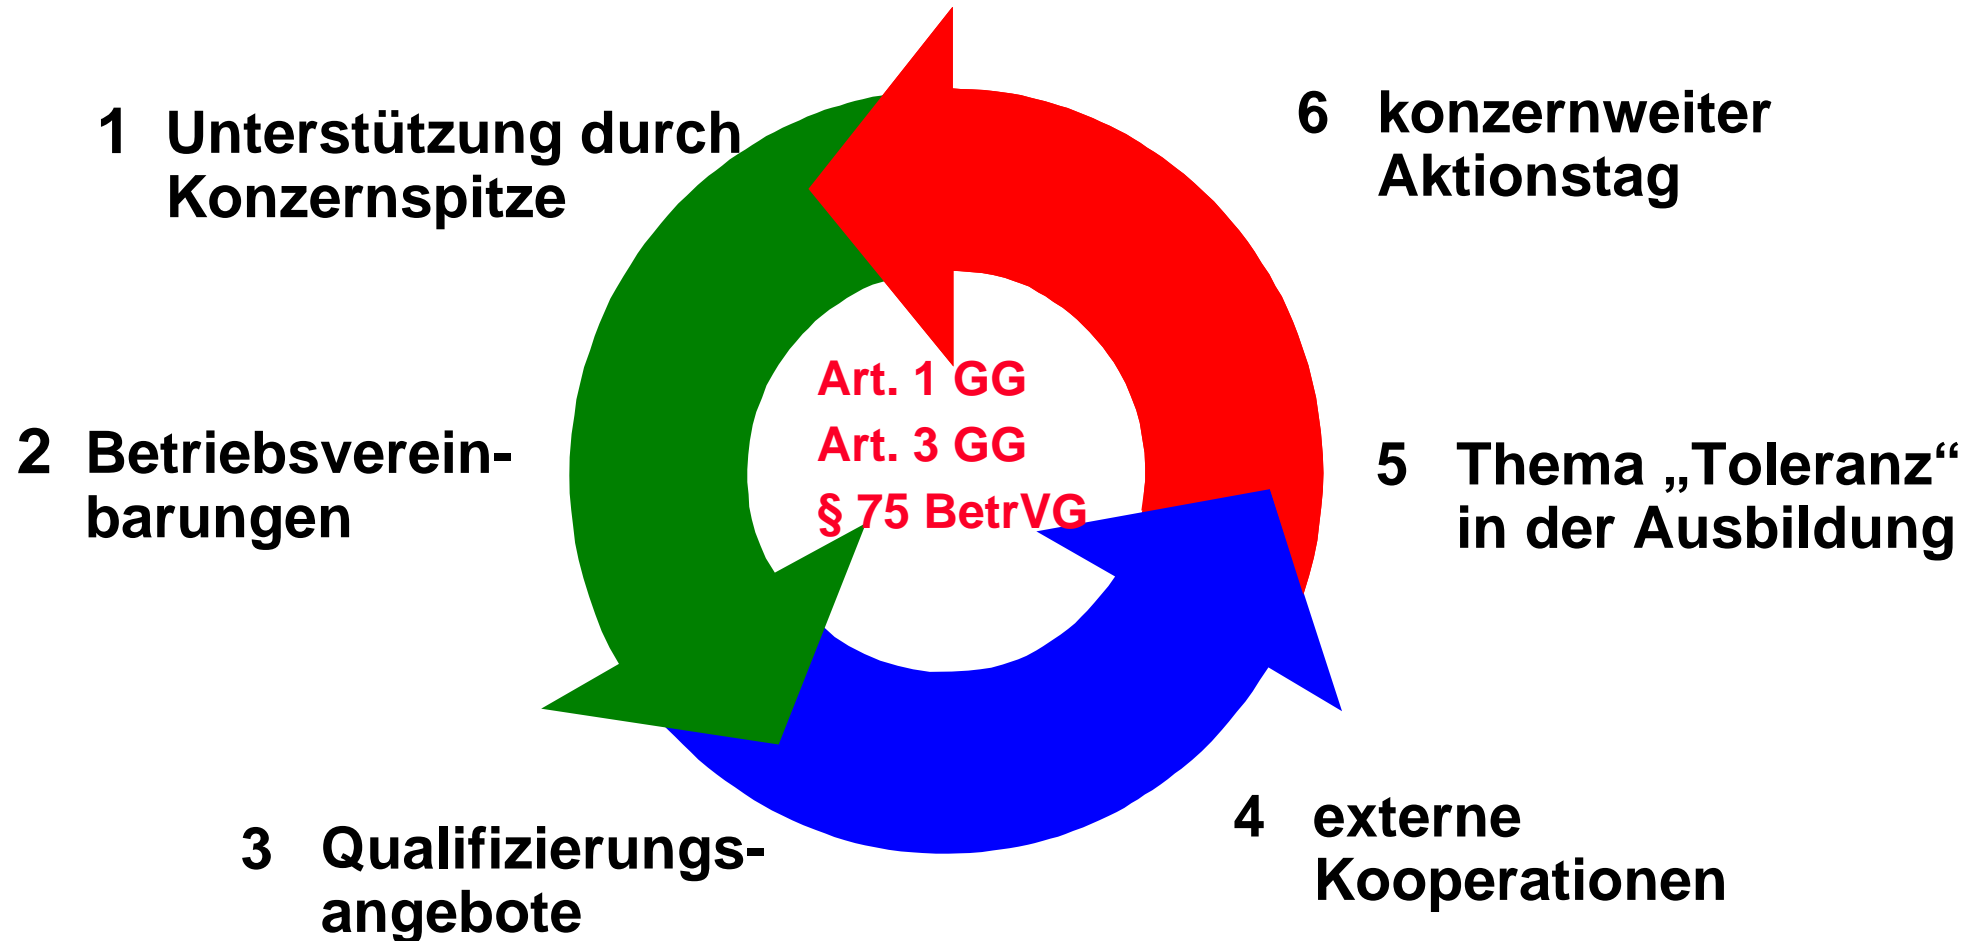 1 Unterstützung durch
Konzernspitze
2 Betriebsverein-
barungen
3 Qualifizierungs-
angebote
4 externe
Kooperationen
5 Thema „Toleranz“
in der Ausbildung
6 konzernweiter
Aktionstag
Art. 1 GG
Art. 3 GG
§ 75 BetrVG